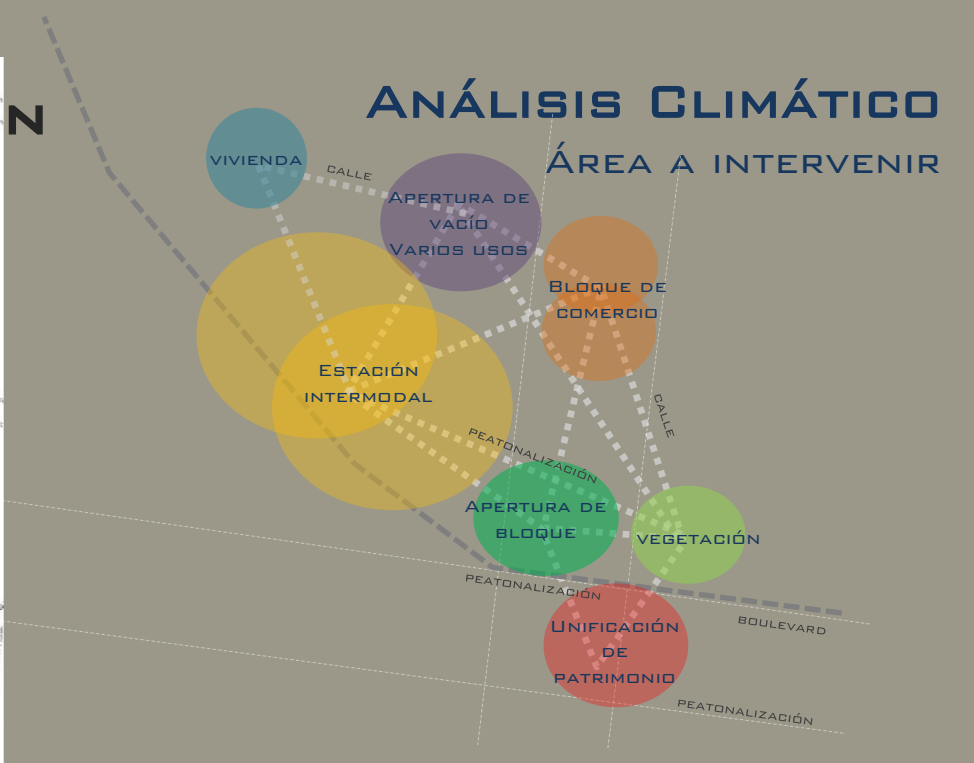 N
ANÁLISIS CLIMÁTICO
ÁREA A INTERVENIR
VIVIENDA
CALLE
APERTURA DE
VACÍO
VARIOS USOS
BLOQUE DE
COMERCIO
ESTACIÓN
INTERMODAL
CALLE
PEATONALIZACIÓN
APERTURA DE
BLOQUE
VEGETACIÓN
PEATONALIZACIÓN
BOULEVARD
UNIFICACIÓN
DE
PATRIMONIO
PEATONALIZACIÓN